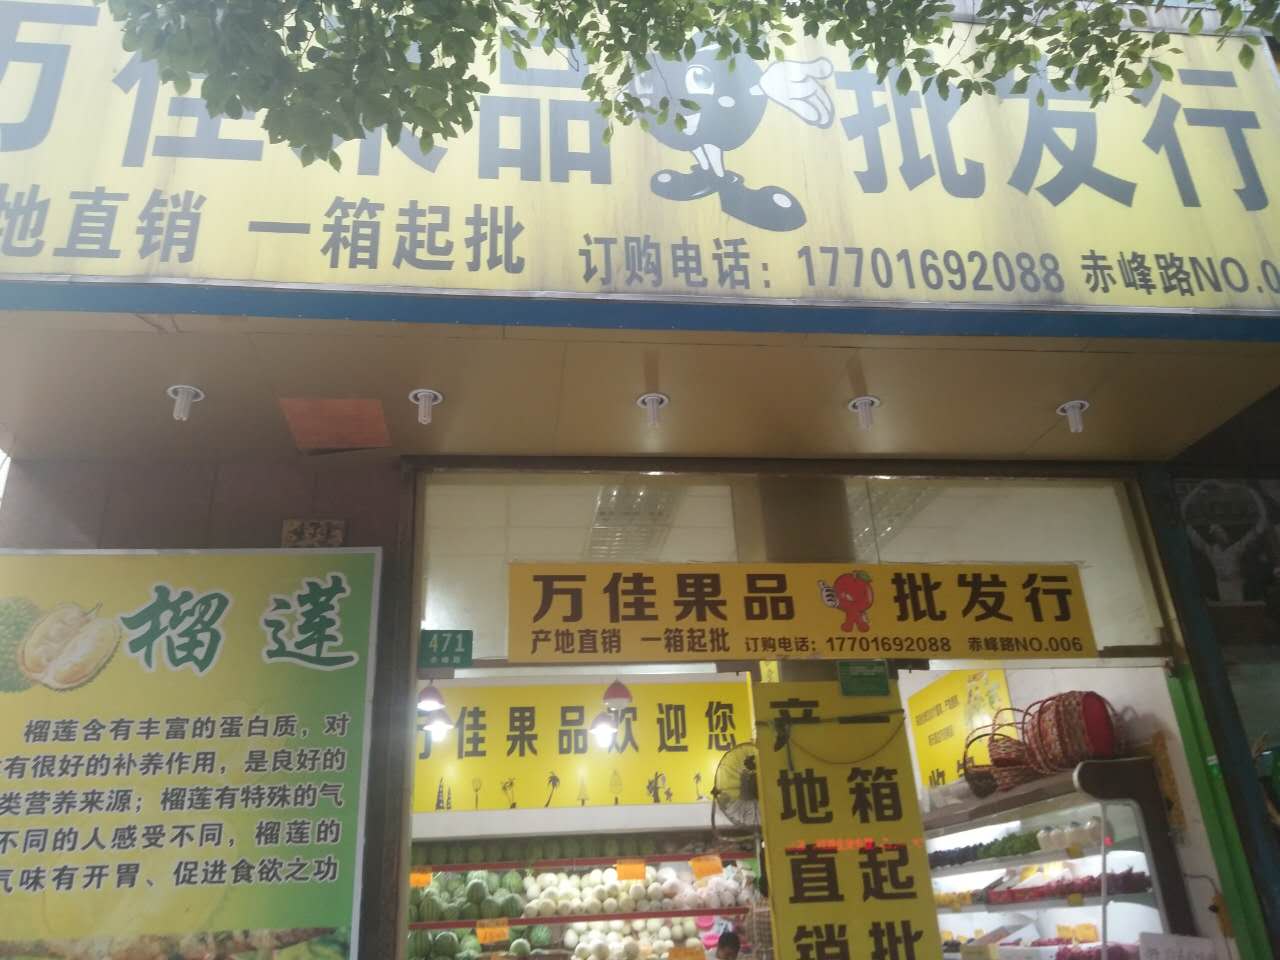 万佳果品 批发行
地直销 一箱起批 订购电话：17701692088 赤峰路NO.0
榴莲
榴莲含有丰富的蛋白质，对
有很好的补养作用，是良好的
类营养来源；榴莲有特殊的气
不同的人感受不同，榴莲的
气味有开胃、促进食欲之功
471
赤峰路
万佳果品 批发行
产地直销 一箱起批 订购电话：17701692088 赤峰路NO.006
万佳果品欢迎您
产地直销
一箱起批